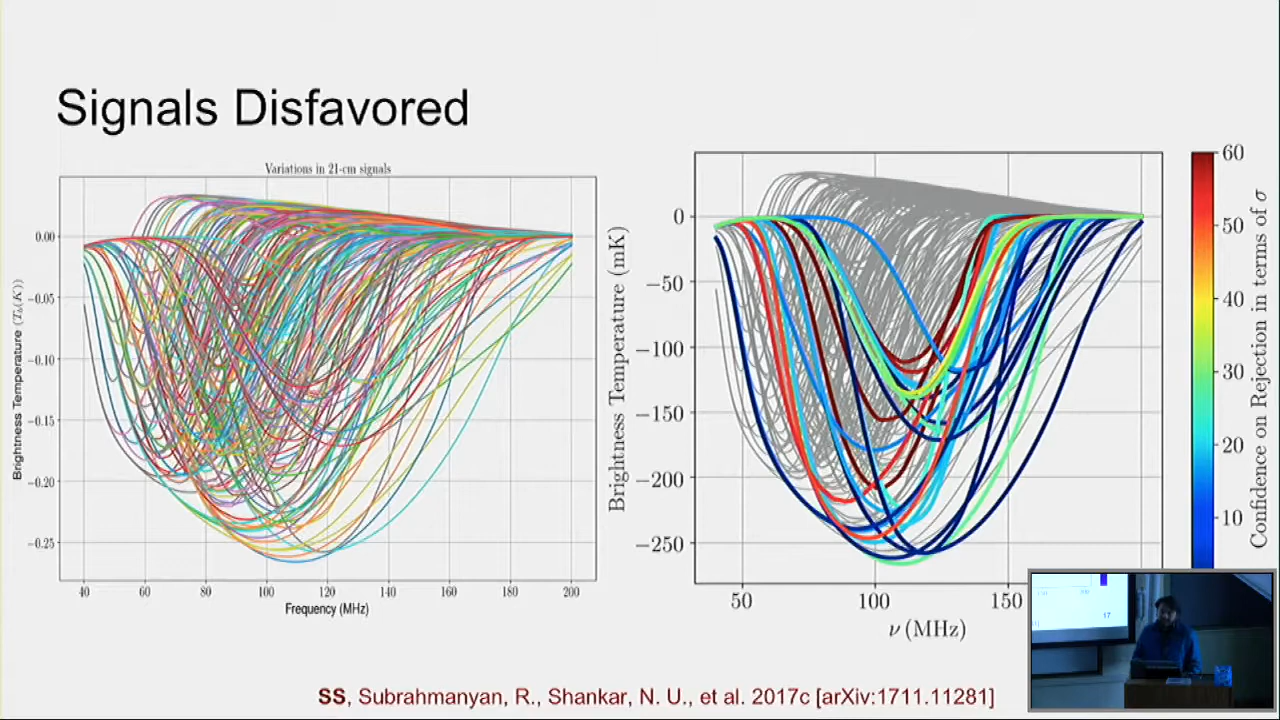 Signals Disfavored
Variations in 21-cm signals
Brightness Temperature (T_b(K))
0.00
−0.05
−0.10
−0.15
−0.20
−0.25
40 60 80 100 120 140 160 180 200
Frequency (MHz)
Brightness Temperature (mK)
0
−50
−100
−150
−200
−250
50 100 150
ν (MHz)
60
50
40
30
20
10
Confidence on Rejection in terms of σ
17
SS, Subrahmanyan, R., Shankar, N. U., et al. 2017c [arXiv:1711.11281]